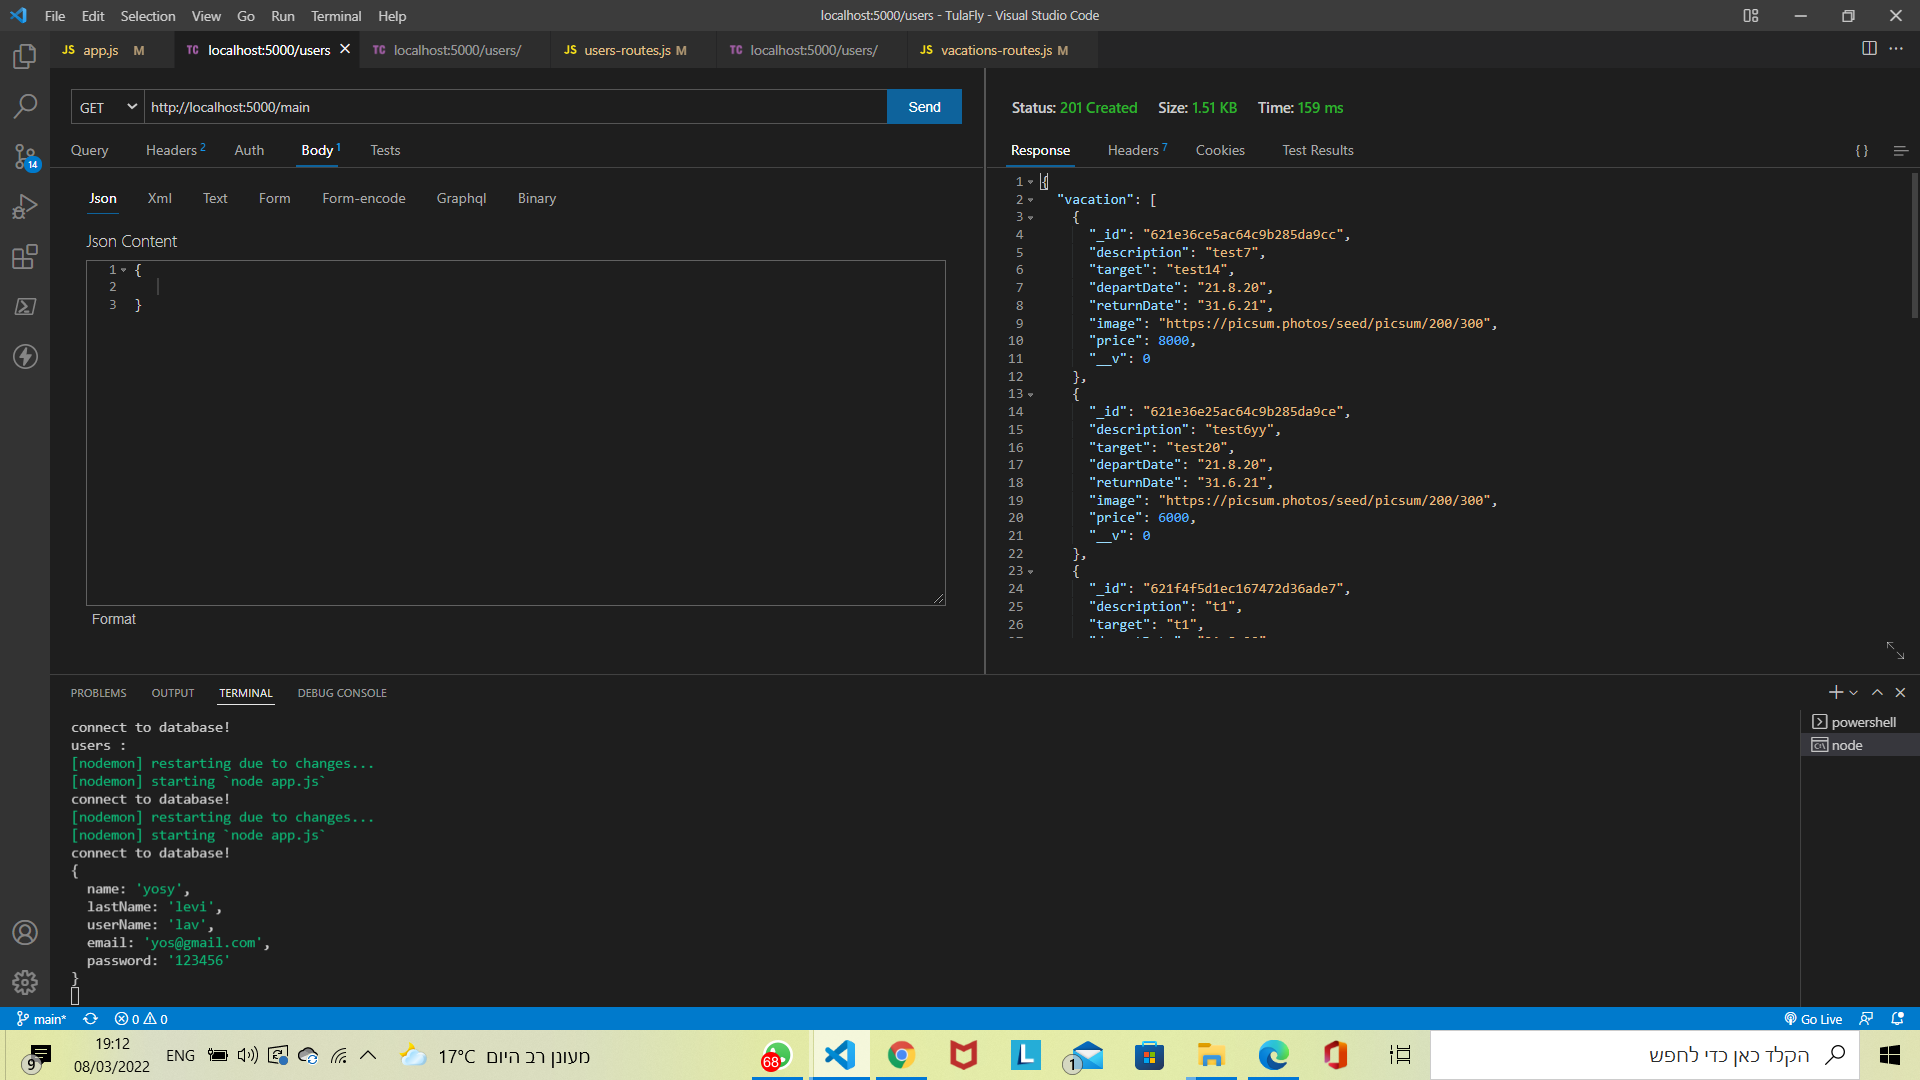 File Edit Selection View Go Run Terminal Help
localhost:5000/users - TulaFly - Visual Studio Code
JS app.js M
TC localhost:5000/users
TC localhost:5000/users/
JS users-routes.js M
TC localhost:5000/users/
JS vacations-routes.js M
14
GET http://localhost:5000/main Send
Query Headers 2 Auth Body 1 Tests
Json Xml Text Form Form-encode Graphql Binary
Json Content
1 {
2
3 }
Format
Status: 201 Created Size: 1.51 KB Time: 159 ms
Response Headers 7 Cookies Test Results
{ }
1 {
2 "vacation": [
3 {
4 "_id": "621e36ce5ac64c9b285da9cc",
5 "description": "test7",
6 "target": "test14",
7 "departDate": "21.8.20",
8 "returnDate": "31.6.21",
9 "image": "https://picsum.photos/seed/picsum/200/300",
10 "price": 8000,
11 "__v": 0
12 },
13 {
14 "_id": "621e36e25ac64c9b285da9ce",
15 "description": "test6yy",
16 "target": "test20",
17 "departDate": "21.8.20",
18 "returnDate": "31.6.21",
19 "image": "https://picsum.photos/seed/picsum/200/300",
20 "price": 6000,
21 "__v": 0
22 },
23 {
24 "_id": "621f4f5d1ec167472d36ade7",
25 "description": "t1",
26 "target": "t1",
PROBLEMS OUTPUT TERMINAL DEBUG CONSOLE
connect to database!
users :
[nodemon] restarting due to changes...
[nodemon] starting `node app.js`
connect to database!
[nodemon] restarting due to changes...
[nodemon] starting `node app.js`
connect to database!
{
name: 'yosy',
lastName: 'levi',
userName: 'lav',
email: 'yos@gmail.com',
password: '123456'
}
powershell
node
main* 0 0
Go Live
9
19:12
08/03/2022
ENG
17°C מעונן רב היום
68
L
1
הקלד כאן כדי לחפש